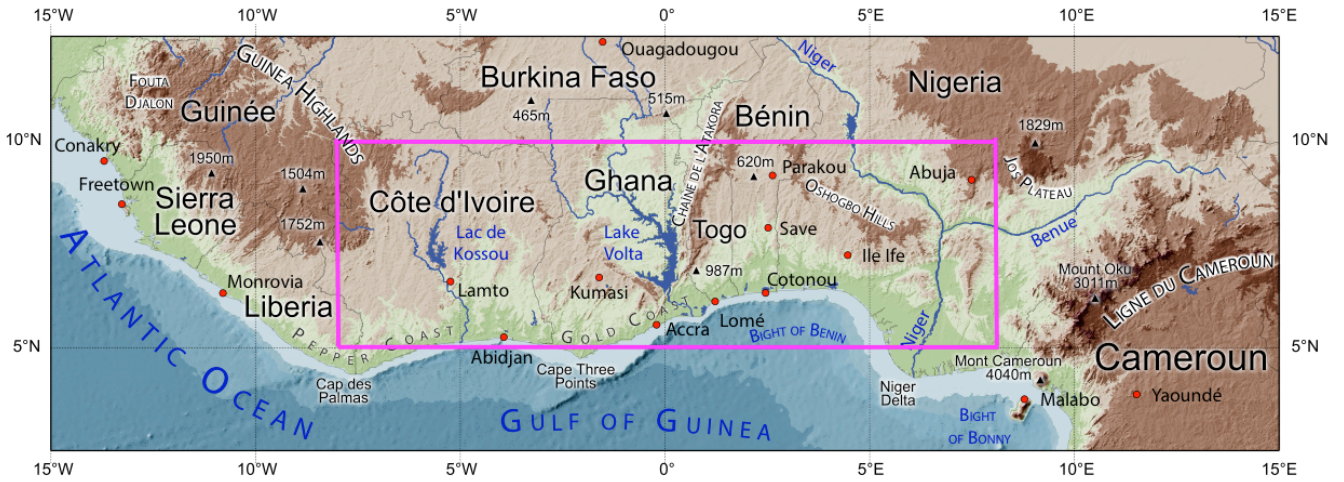 15°W 10°W 5°W 0° 5°E 10°E 15°E
Ouagadougou
Niger
GUINEA HIGHLANDS
FOUTA
DJALON
Burkina Faso
Nigeria
Guinée
465m
515m
Bénin
1829m
10°N
10°N
Conakry
1950m
1504m
CHAÎNE DE L'ATAKORA
620m
Parakou
Abuja
JOS PLATEAU
Freetown
Sierra
Leone
Côte d'Ivoire
Ghana
OSHOGBO HILLS
1752m
Lac de
Kossou
Lake
Volta
Togo
Save
Benue
ATLANTIC OCEAN
Ile Ife
987m
Mount Oku
3011m
LIGNE DU CAMEROUN
Monrovia
Liberia
Lamto
Kumasi
Cotonou
PEPPER COAST
GOLD COAST
Accra
Lomé
BIGHT OF BENIN
Niger
5°N
5°N
Abidjan
Cape Three
Points
Mont Cameroun
4040m
Cameroun
Cap des
Palmas
Niger
Delta
Malabo
Yaoundé
GULF OF GUINEA
BIGHT
OF BONNY
15°W 10°W 5°W 0° 5°E 10°E 15°E